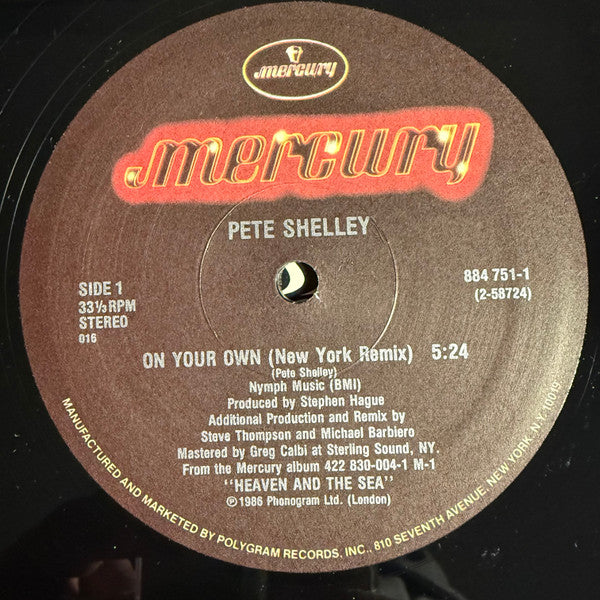 mercury
mercury
PETE SHELLEY
SIDE 1
33⅓ RPM
STEREO
016
884 751-1
(2-58724)
ON YOUR OWN (New York Remix) 5:24
(Pete Shelley)
Nymph Music (BMI)
Produced by Stephen Hague
Additional Production and Remix by
Steve Thompson and Michael Barbiero
Mastered by Greg Calbi at Sterling Sound, NY.
From the Mercury album 422 830-004-1 M-1
"HEAVEN AND THE SEA"
℗1986 Phonogram Ltd. (London)
MANUFACTURED AND MARKETED BY POLYGRAM RECORDS, INC., 810 SEVENTH AVENUE, NEW YORK, N.Y. 10019